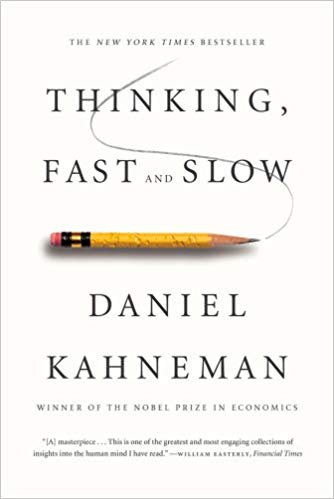 THE NEW YORK TIMES BESTSELLER
THINKING,
FAST AND SLOW
DANIEL
KAHNEMAN
WINNER OF THE NOBEL PRIZE IN ECONOMICS
"[A] masterpiece . . . This is one of the greatest and most engaging collections of
insights into the human mind I have read." —WILLIAM EASTERLY, Financial Times